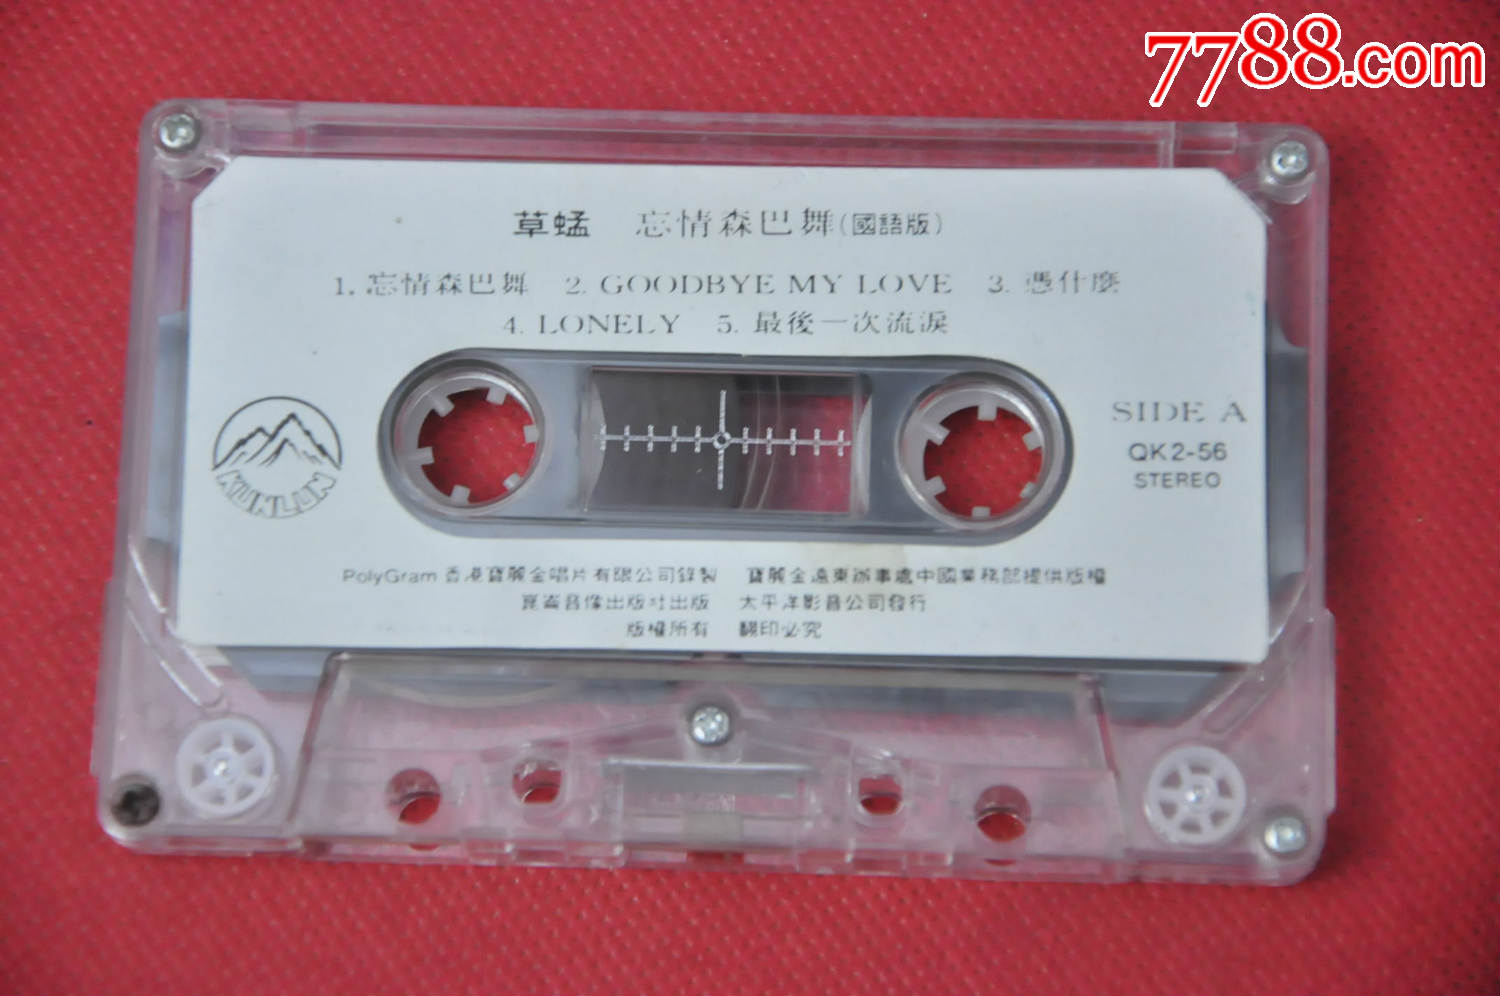 7788.com
草蜢 忘情森巴舞(國語版)
1. 忘情森巴舞 2. GOODBYE MY LOVE 3. 憑什麼
4. LONELY 5. 最後一次流淚
KUNLUN
SIDE A
QK2-56
STEREO
PolyGram 香港寶麗金唱片有限公司錄製 寶麗金遠東辦事處中國業務部提供版權
崑崙音像出版社出版 太平洋影音公司發行
版權所有 翻印必究